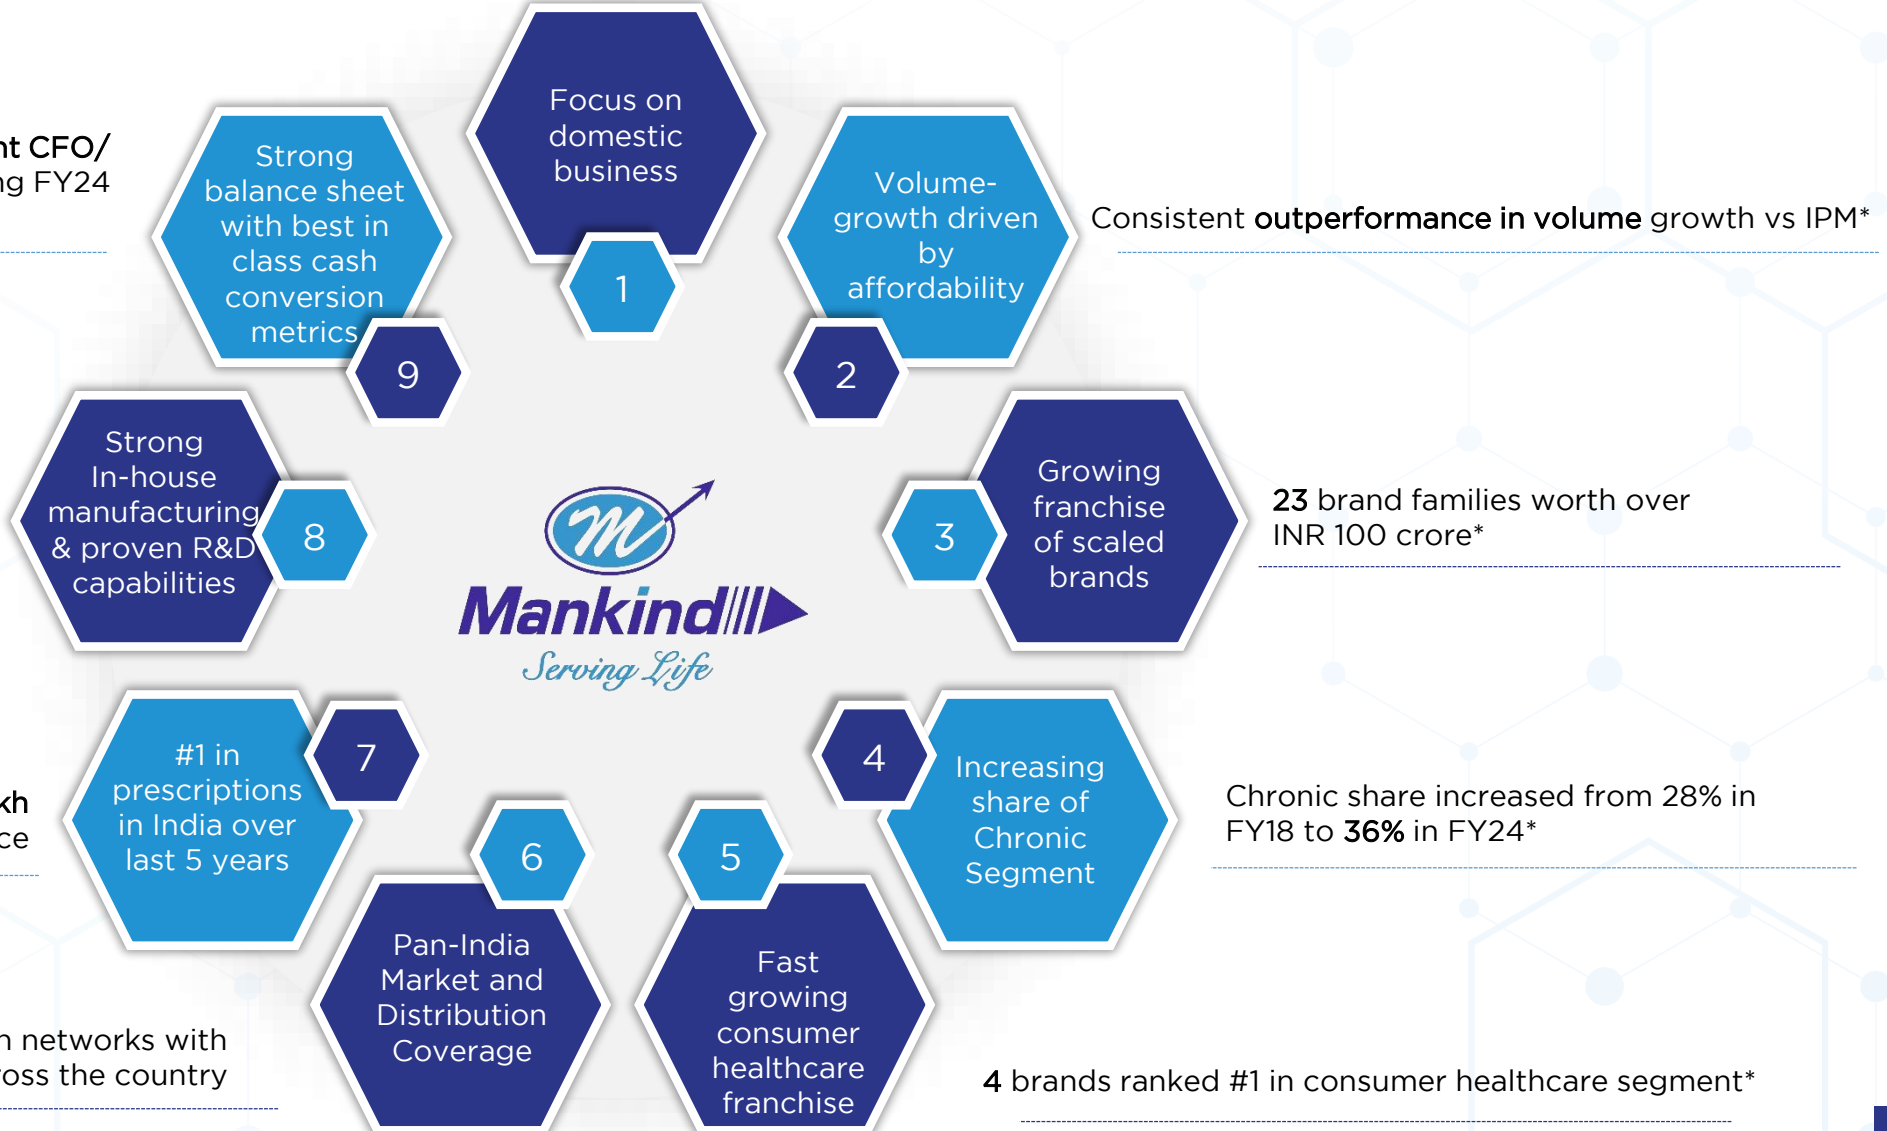 Focus on
domestic
business
1
Volume-
growth driven
by
affordability
2
Consistent outperformance in volume growth vs IPM*
Growing
franchise
of scaled
brands
3
23 brand families worth over
INR 100 crore*
Increasing
share of
Chronic
Segment
4
Chronic share increased from 28% in
FY18 to 36% in FY24*
Fast
growing
consumer
healthcare
franchise
5
4 brands ranked #1 in consumer healthcare segment*
Pan-India
Market and
Distribution
Coverage
6
networks with
the country
#1 in
prescriptions
in India over
last 5 years
7
Strong
In-house
manufacturing
& proven R&D
capabilities
8
Strong
balance sheet
with best in
class cash
conversion
metrics
9
CFO/
FY24
Mankind
Serving Life